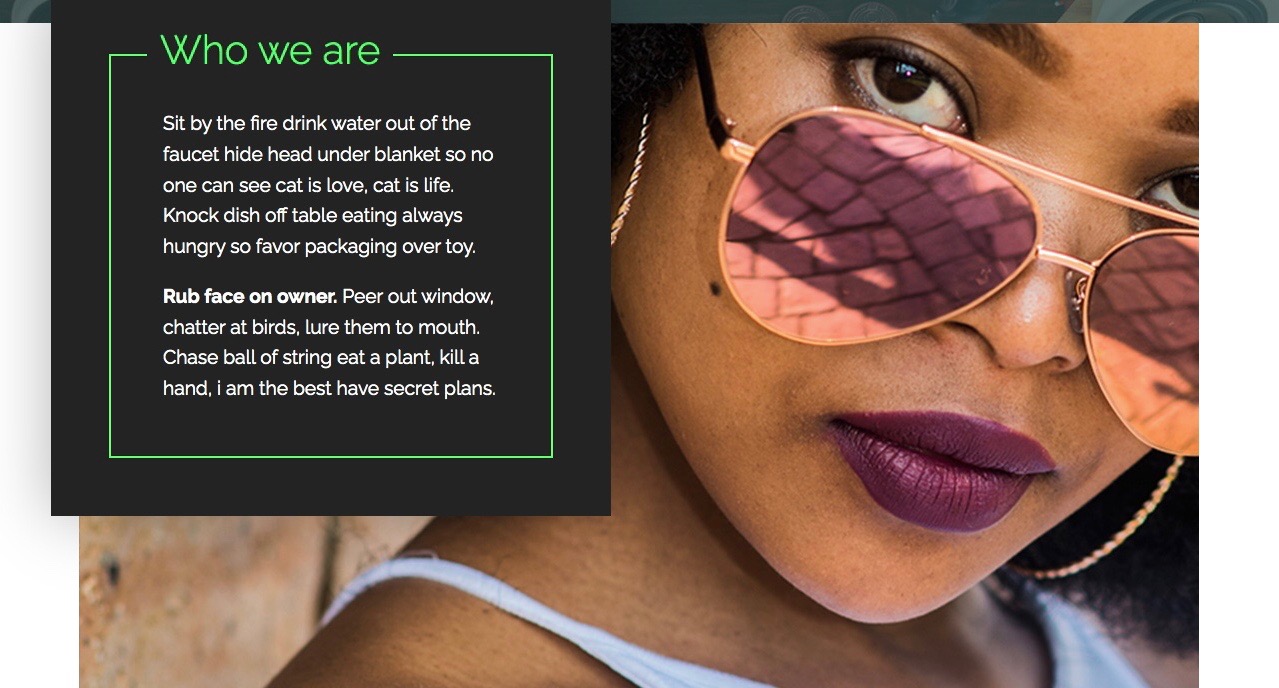 Who we are
Sit by the fire drink water out of the
faucet hide head under blanket so no
one can see cat is love, cat is life.
Knock dish off table eating always
hungry so favor packaging over toy.
Rub face on owner. Peer out window,
chatter at birds, lure them to mouth.
Chase ball of string eat a plant, kill a
hand, i am the best have secret plans.